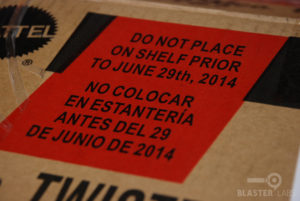 DO NOT PLACE
ON SHELF PRIOR
TO JUNE 29th, 2014
NO COLOCAR
EN ESTANTERÍA
ANTES DEL 29
DE JUNIO DE 2014
BLASTER LABS